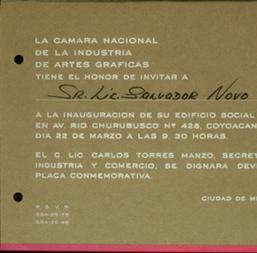 LA CAMARA NACIONAL
DE LA INDUSTRIA
DE ARTES GRAFICAS
TIENE EL HONOR DE INVITAR A
SR. LIC. SALVADOR NOVO
A LA INAUGURACION DE SU EDIFICIO SOCIAL
EN AV. RIO CHURUBUSCO Nº 428, COYOACAN
DIA 22 DE MARZO A LAS 9.30 HORAS.
EL C. LIC CARLOS TORRES MANZO, SECRE
INDUSTRIA Y COMERCIO, SE DIGNARA DEV
PLACA CONMEMORATIVA.
CIUDAD DE M
R. S. V. P.